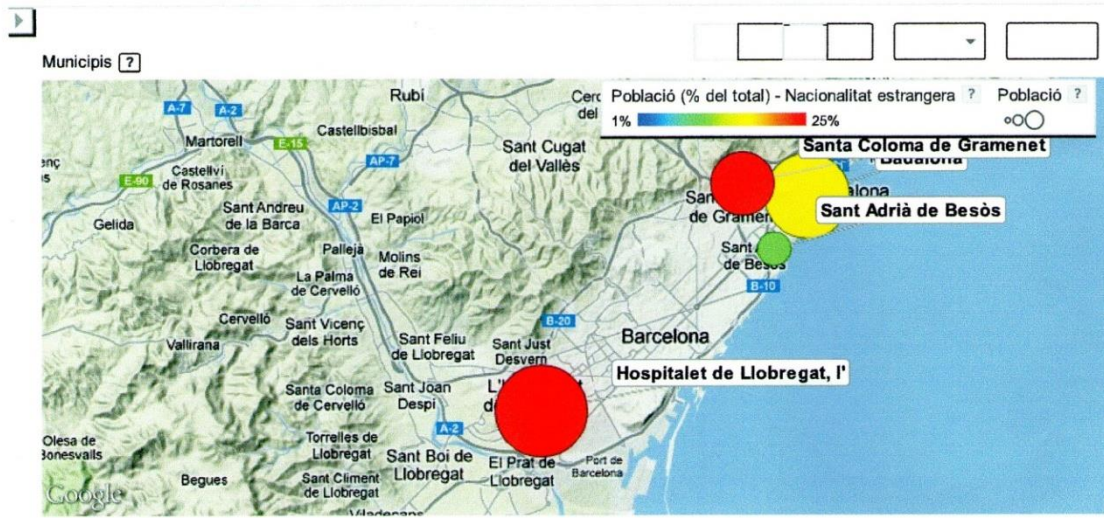 Municipis ?
Població (% del total) - Nacionalitat estrangera ?
Població ?
1%
25%
Santa Coloma de Gramenet
Badalona
Sant Adrià de Besòs
Hospitalet de Llobregat, l'
A-7
A-2
Rubí
Martorell
E-15
Castellbisbal
AP-7
Sant Cugat
del Vallès
E-90
Castellví
de Rosanes
AP-2
El Papiol
Gelida
Sant Andreu
de la Barca
Corbera de
Llobregat
Pallejà
Molins
de Rei
La Palma
de Cervelló
Cervelló
Vallirana
Sant Vicenç
dels Horts
Sant Feliu
de Llobregat
Sant Just
Desvern
B-20
B-10
de Besòs
Barcelona
Santa Coloma
de Cervelló
Sant Joan
Despí
A-2
Olesa de
Bonesvalls
Torrelles de
Llobregat
Sant Boi de
Llobregat
El Prat de
Llobregat
Port de
Barcelona
Begues
Sant Climent
de Llobregat
Viladecans
Google